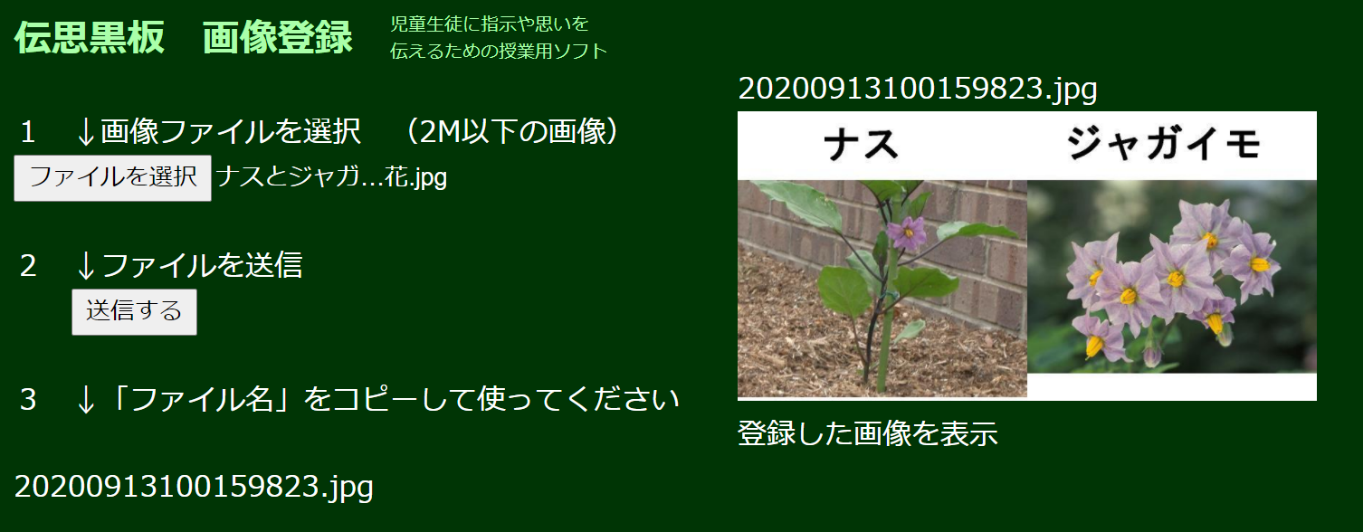 伝思黒板　画像登録
児童生徒に指示や思いを
伝えるための授業用ソフト
1　↓画像ファイルを選択　（2M以下の画像）
ファイルを選択 ナスとジャガ...花.jpg
2　↓ファイルを送信
送信する
3　↓「ファイル名」をコピーして使ってください
20200913100159823.jpg
20200913100159823.jpg
ナス　ジャガイモ
登録した画像を表示